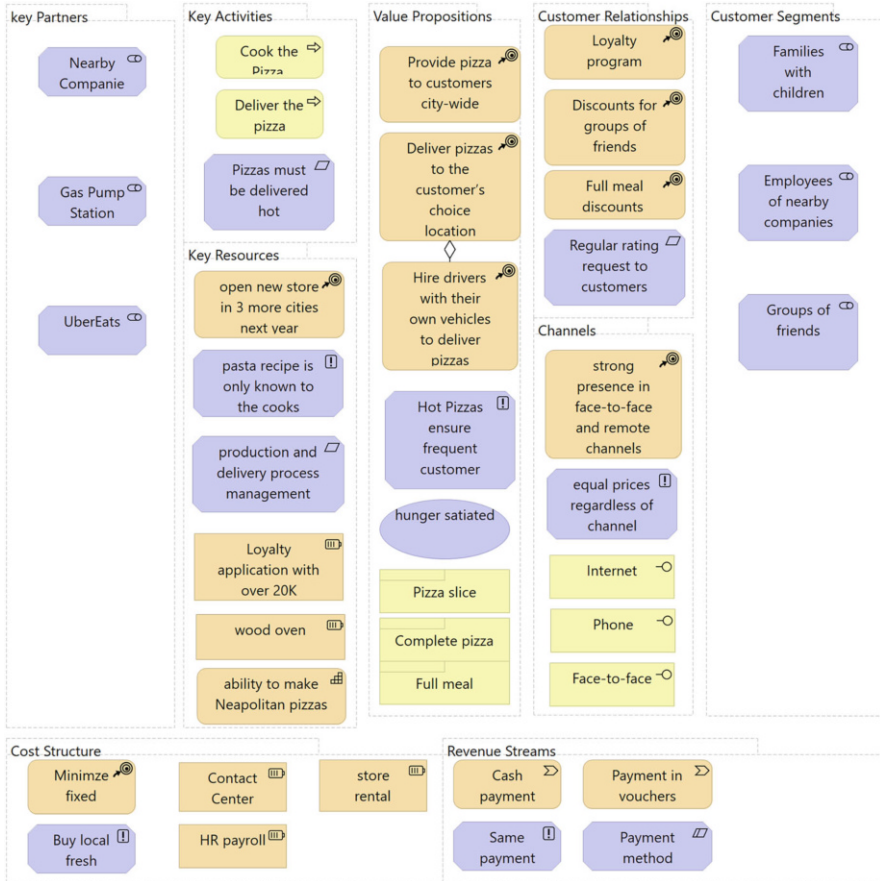 key Partners
Nearby
Companie
Gas Pump
Station
UberEats
Key Activities
Cook the
Pizza
Deliver the
pizza
Pizzas must
be delivered
hot
Key Resources
open new store
in 3 more cities
next year
pasta recipe is
only known to
the cooks
production and
delivery process
management
Loyalty
application with
over 20K
wood oven
ability to make
Neapolitan pizzas
Value Propositions
Provide pizza
to customers
city-wide
Deliver pizzas
to the
customer's
choice
location
Hire drivers
with their
own vehicles
to deliver
pizzas
Hot Pizzas
ensure
frequent
customer
hunger satiated
Pizza slice
Complete pizza
Full meal
Customer Relationships
Loyalty
program
Discounts for
groups of
friends
Full meal
discounts
Regular rating
request to
customers
Channels
strong
presence in
face-to-face
and remote
channels
equal prices
regardless of
channel
Internet
Phone
Face-to-face
Customer Segments
Families
with
children
Employees
of nearby
companies
Groups of
friends
Cost Structure
Minimze
fixed
Contact
Center
store
rental
Buy local
fresh
HR payroll
Revenue Streams
Cash
payment
Payment in
vouchers
Same
payment
Payment
method